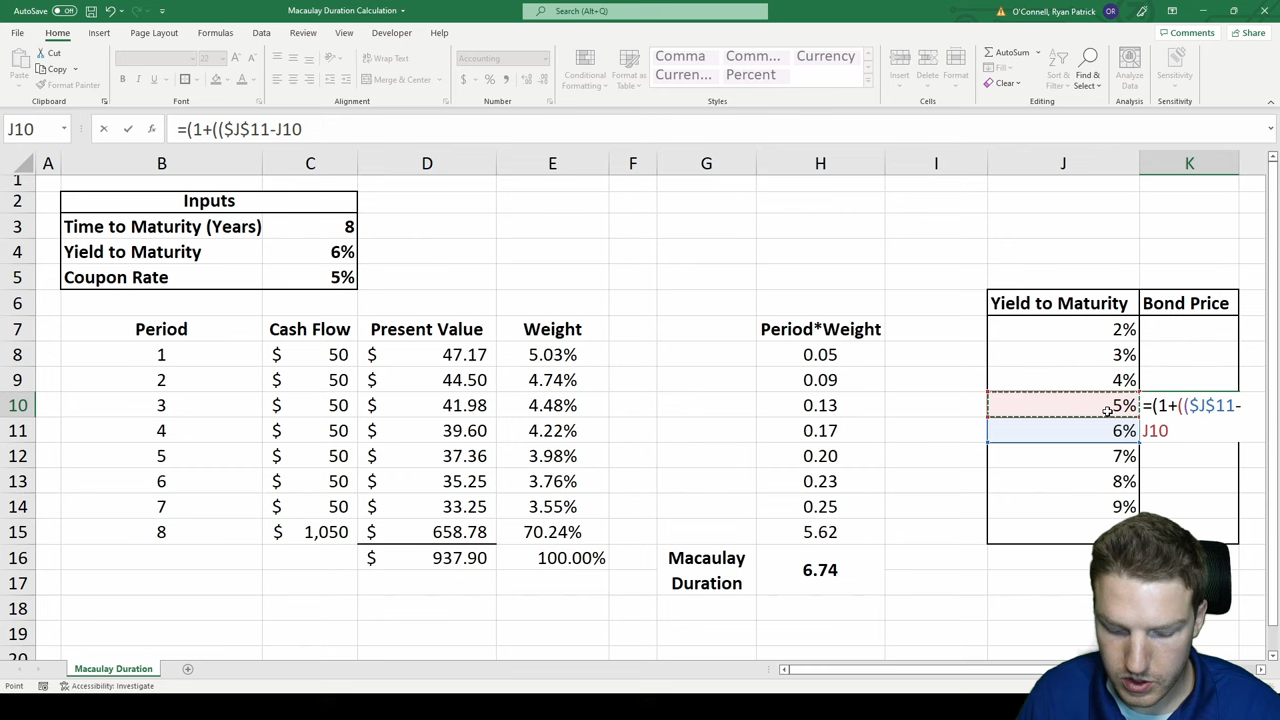 AutoSave Off Macaulay Duration Calculation Search (Alt+Q) O'Connell, Ryan Patrick OR
File Home Insert Page Layout Formulas Data Review View Developer Help Comments Share
Paste Cut Copy Format Painter Clipboard
22 B I U A Font
Wrap Text Merge & Center Alignment
Accounting $ % , Number
Conditional Formatting Format as Table
Comma Comm... Currency
Curren... Percent
Styles
Insert Delete Format Cells
AutoSum Fill Clear Sort & Filter Find & Select Editing
Analyze Data Analysis
Sensitivity Sensitivity
J10 fx =(1+(($J$11-J10
A B C D E F G H I J K
1
2 Inputs
3 Time to Maturity (Years) 8
4 Yield to Maturity 6%
5 Coupon Rate 5%
6 Yield to Maturity Bond Price
7 Period Cash Flow Present Value Weight Period*Weight 2%
8 1 $ 50 $ 47.17 5.03% 0.05 3%
9 2 $ 50 $ 44.50 4.74% 0.09 4%
10 3 $ 50 $ 41.98 4.48% 0.13 5% =(1+(($J$11-
11 4 $ 50 $ 39.60 4.22% 0.17 6% J10
12 5 $ 50 $ 37.36 3.98% 0.20 7%
13 6 $ 50 $ 35.25 3.76% 0.23 8%
14 7 $ 50 $ 33.25 3.55% 0.25 9%
15 8 $ 1,050 $ 658.78 70.24% 5.62
16 $ 937.90 100.00% Macaulay
17 Duration 6.74
18
19
20
Macaulay Duration
Point Accessibility: Investigate